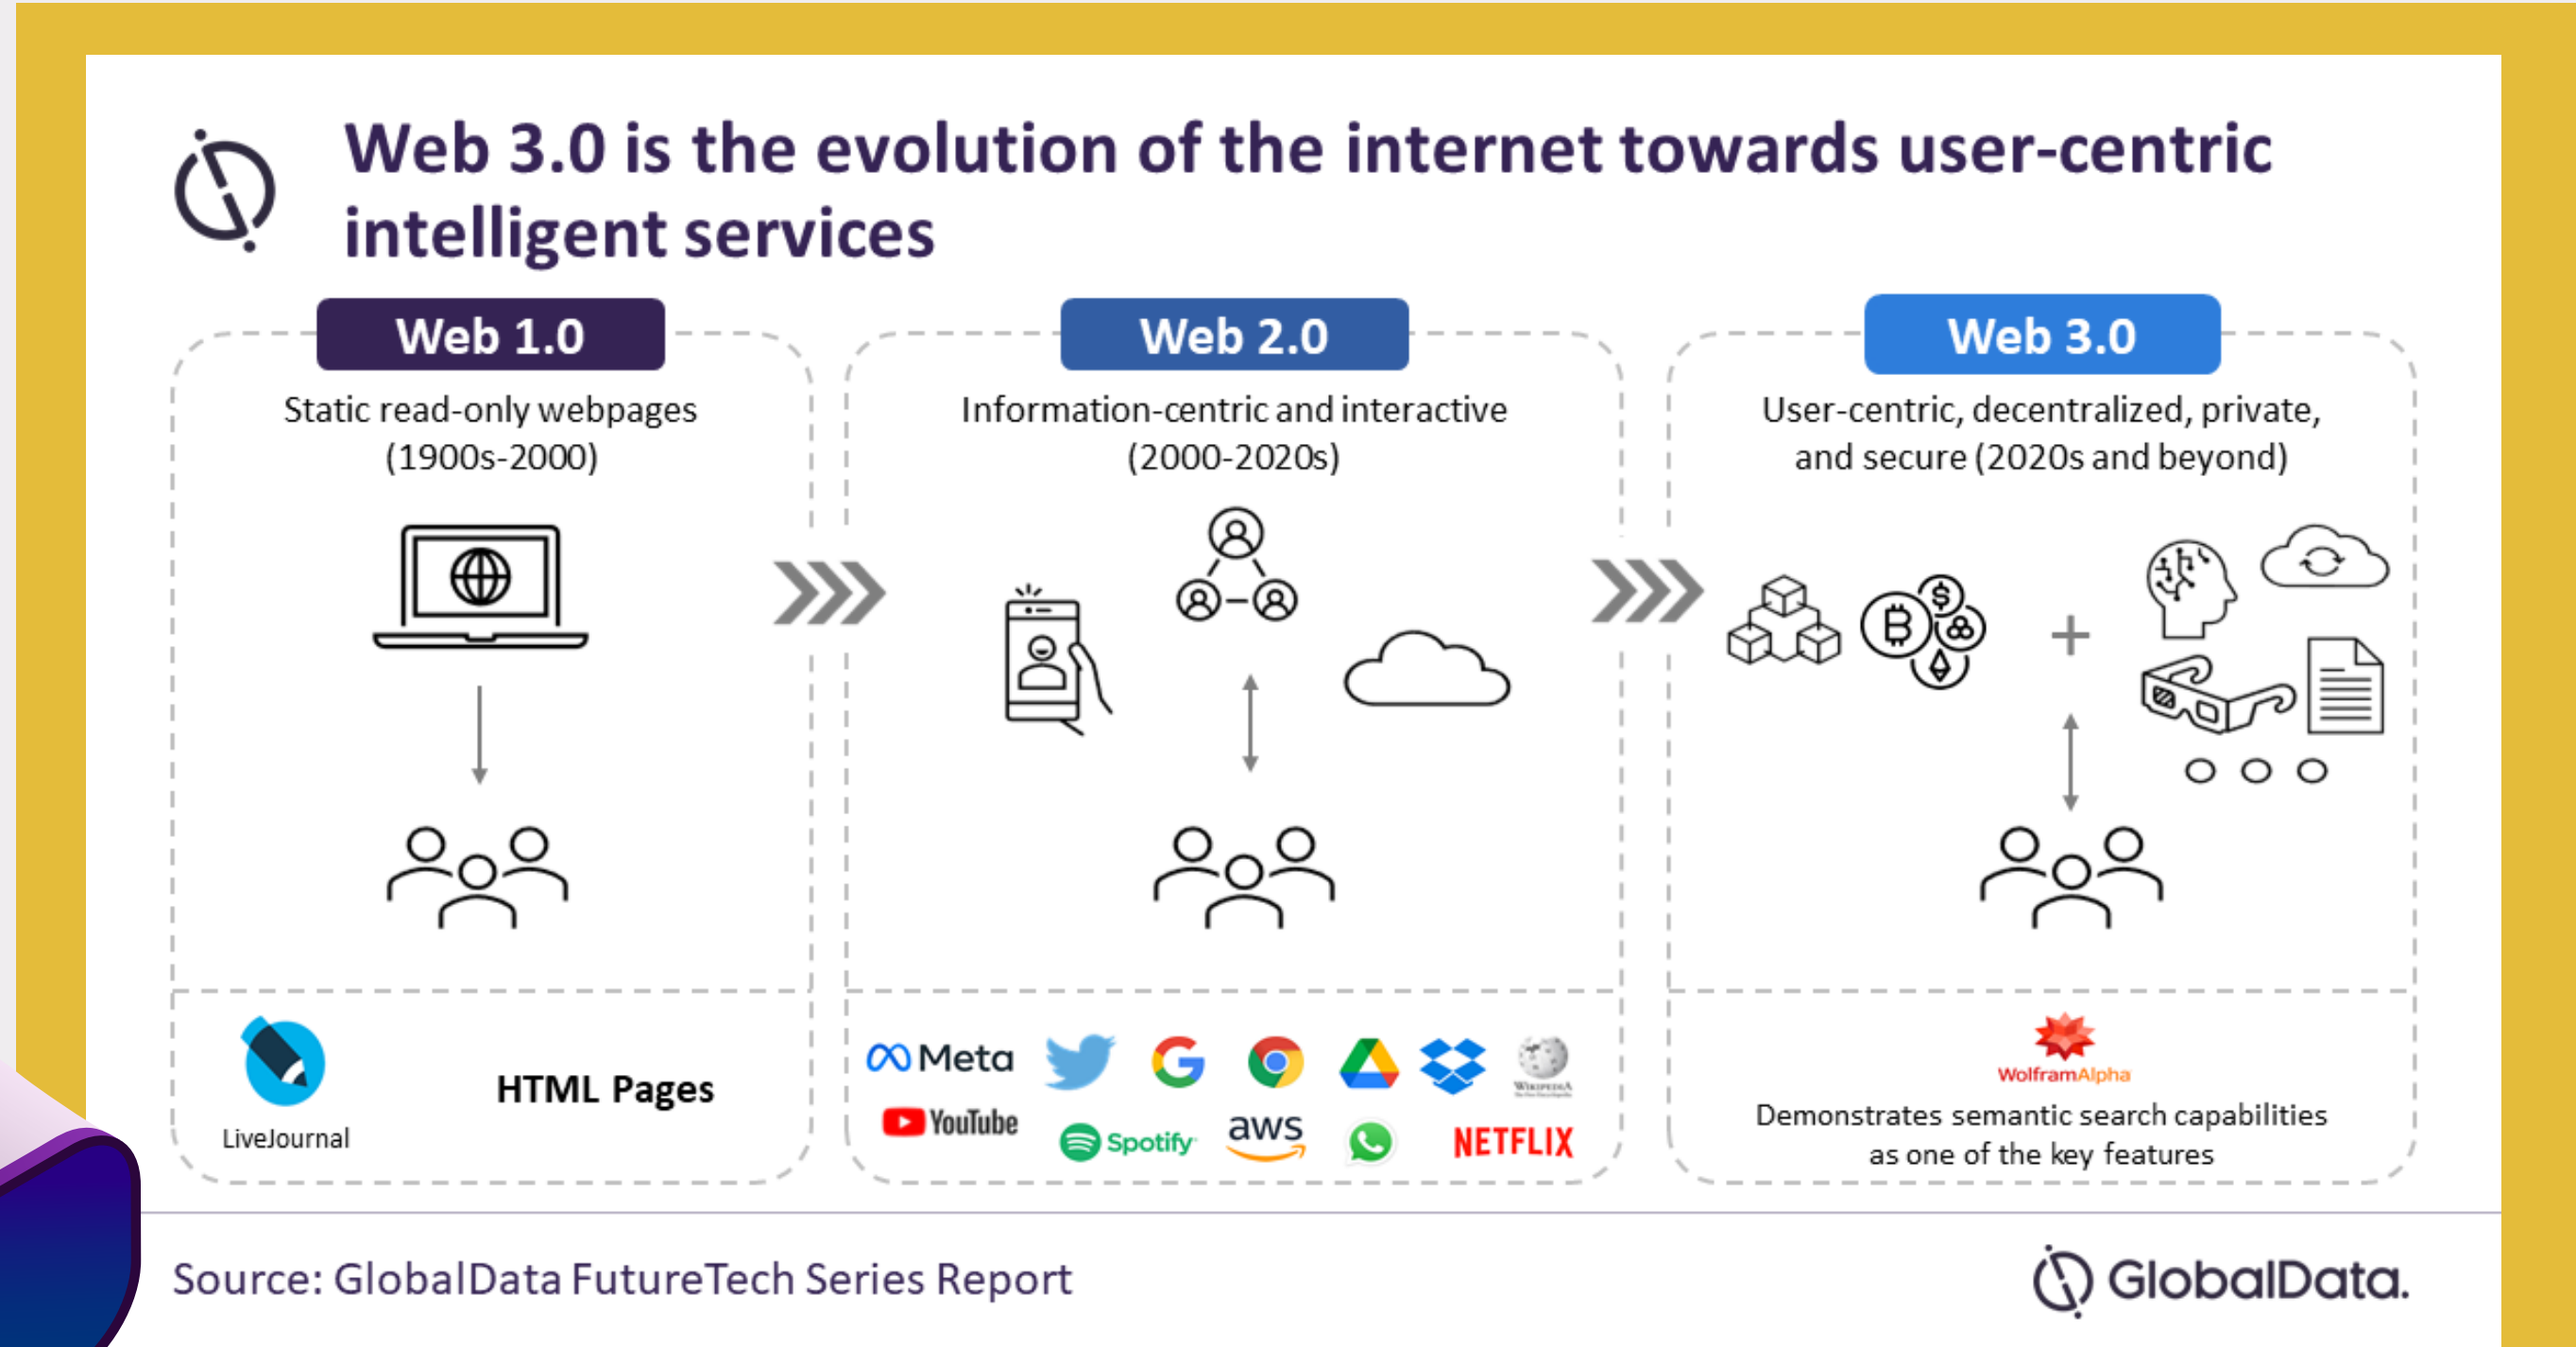 Web 3.0 is the evolution of the internet towards user-centric
intelligent services
Web 1.0
Static read-only webpages
(1900s-2000)
LiveJournal
HTML Pages
Web 2.0
Information-centric and interactive
(2000-2020s)
Meta
WIKIPEDIA
YouTube
Spotify
aws
NETFLIX
Web 3.0
User-centric, decentralized, private,
and secure (2020s and beyond)
WolframAlpha
Demonstrates semantic search capabilities
as one of the key features
Source: GlobalData FutureTech Series Report
GlobalData.